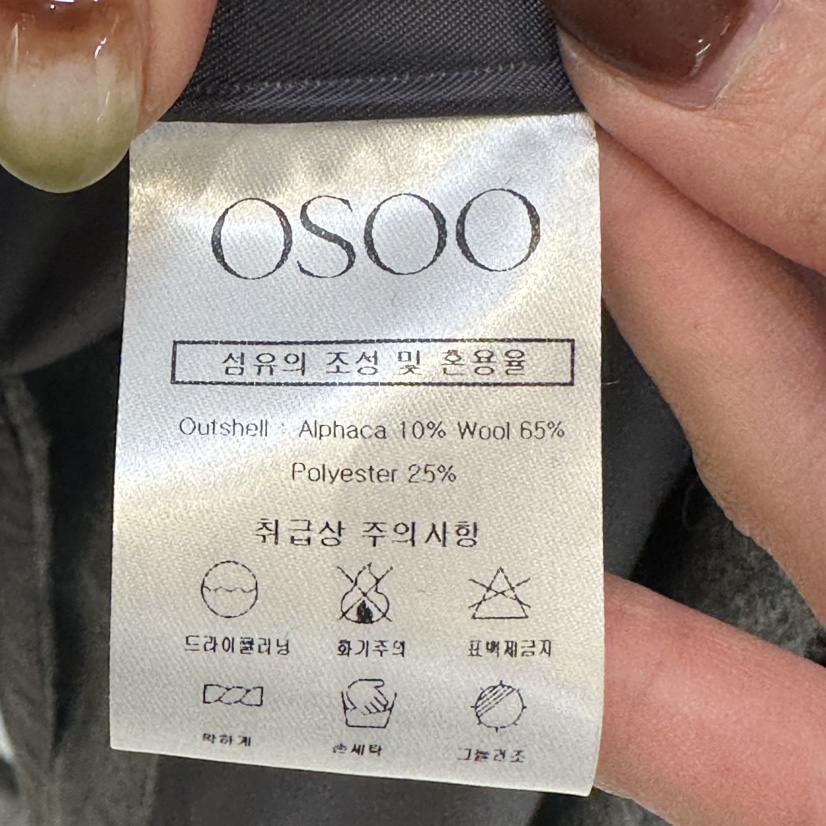 OSOO
섬유의 조성 및 혼용율
Outshell : Alphaca 10% Wool 65%
Polyester 25%
취급상 주의사항
드라이클리닝 화기주의 표백제금지
약하게 손세탁 그늘건조